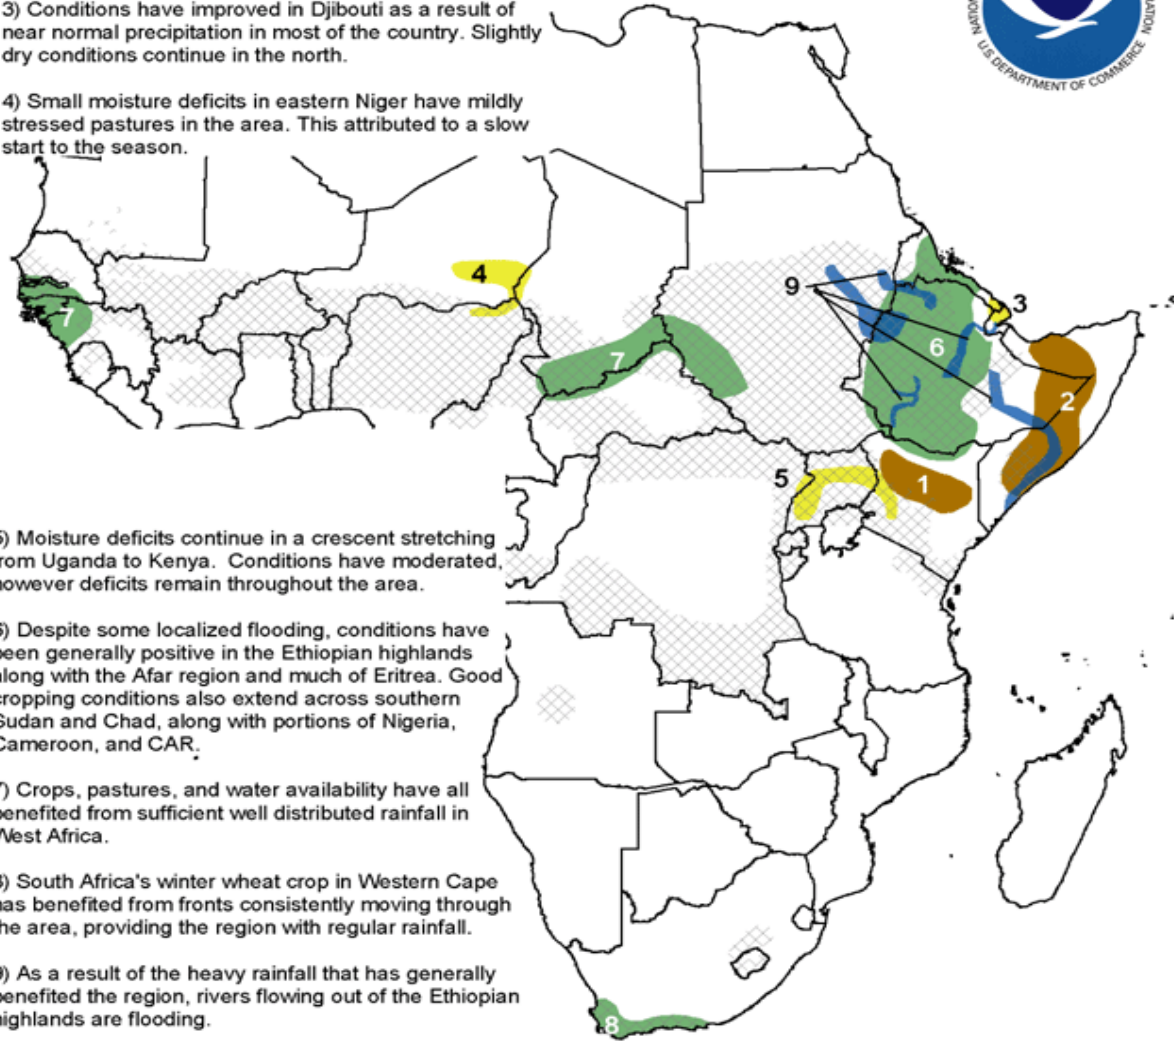 3) Conditions have improved in Djibouti as a result of
near normal precipitation in most of the country. Slightly
dry conditions continue in the north.
4) Small moisture deficits in eastern Niger have mildly
stressed pastures in the area. This attributed to a slow
start to the season.
U.S. DEPARTMENT OF COMMERCE
4
7
7
9
3
6
2
5
1
5) Moisture deficits continue in a crescent stretching
from Uganda to Kenya. Conditions have moderated,
however deficits remain throughout the area.
6) Despite some localized flooding, conditions have
been generally positive in the Ethiopian highlands
along with the Afar region and much of Eritrea. Good
cropping conditions also extend across southern
Sudan and Chad, along with portions of Nigeria,
Cameroon, and CAR.
7) Crops, pastures, and water availability have all
benefited from sufficient well distributed rainfall in
West Africa.
8) South Africa's winter wheat crop in Western Cape
has benefited from fronts consistently moving through
the area, providing the region with regular rainfall.
9) As a result of the heavy rainfall that has generally
benefited the region, rivers flowing out of the Ethiopian
highlands are flooding.
8